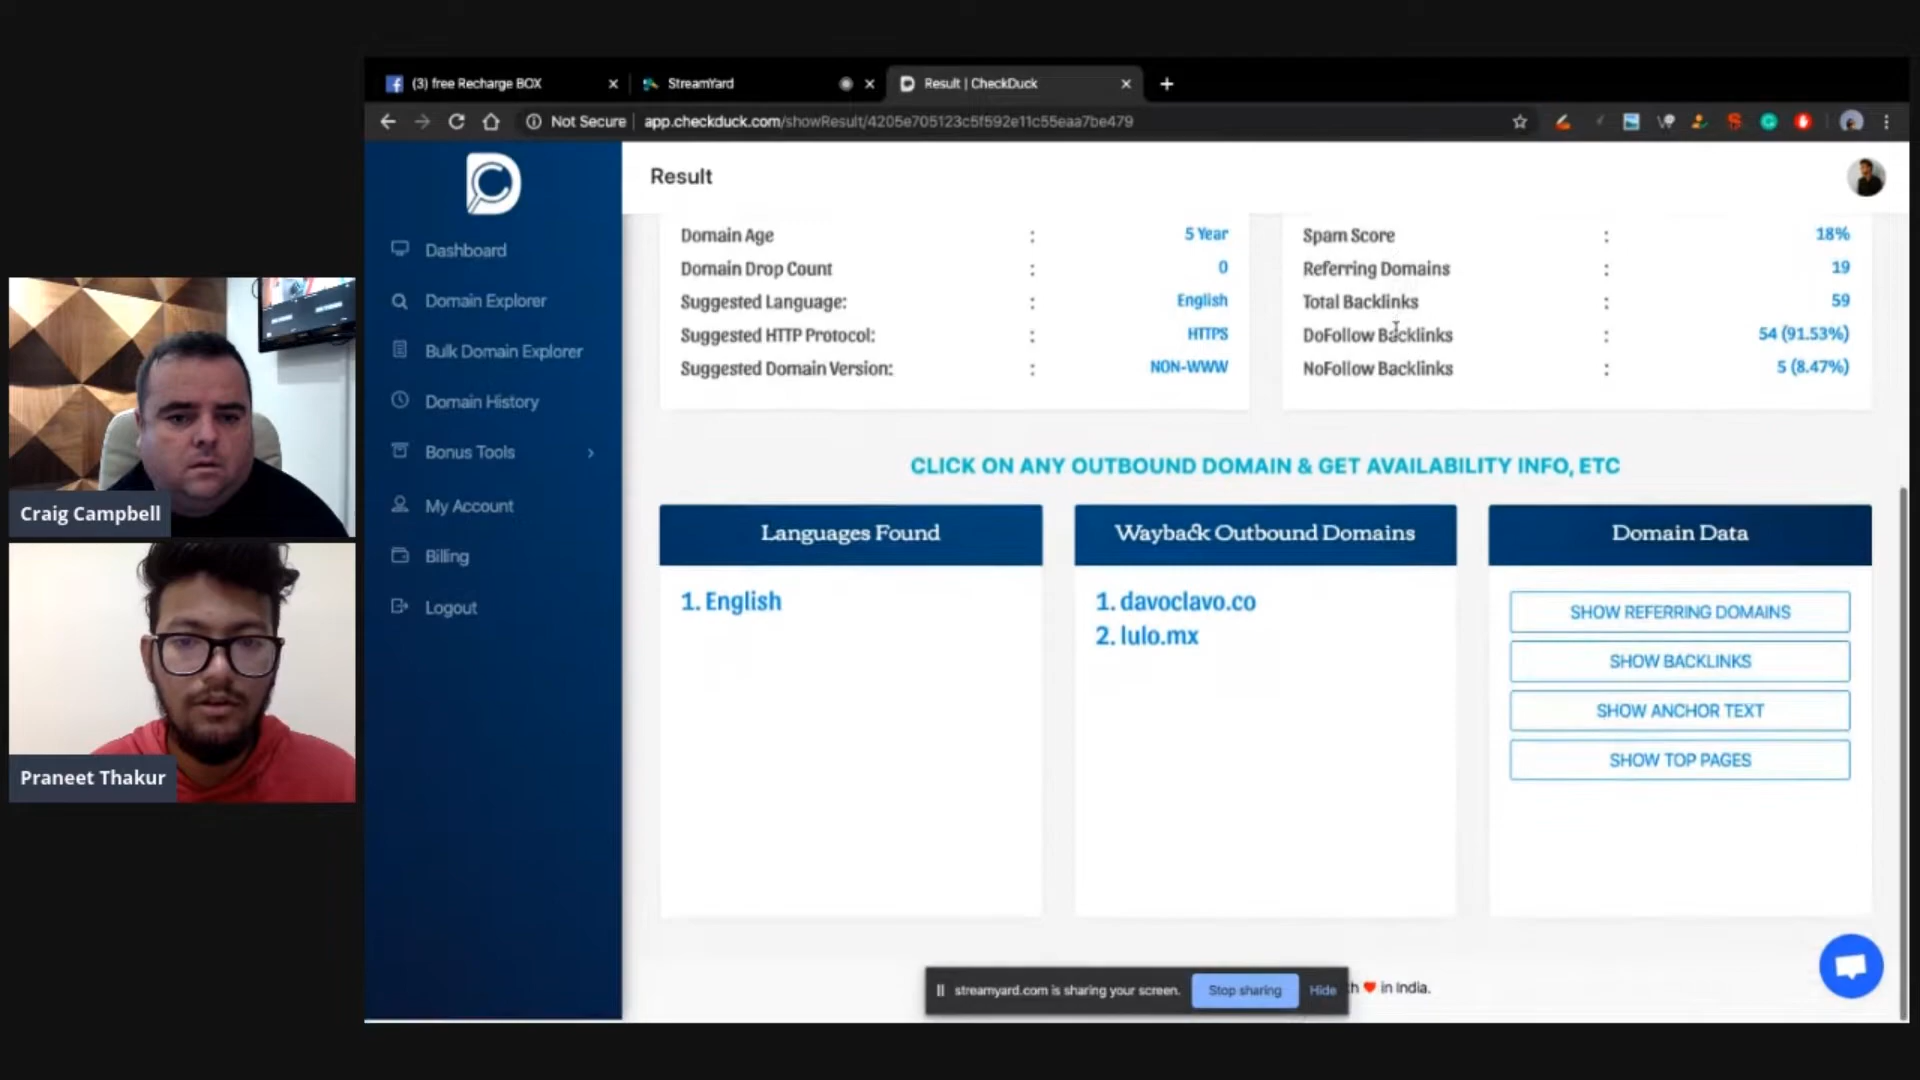 (3) free Recharge BOX
StreamYard
Result | CheckDuck
Not Secure
app.checkduck.com/showResult/4205e705123c5f592e11c55eaa7be479
Result
Dashboard
Domain Explorer
Bulk Domain Explorer
Domain History
Bonus Tools
My Account
Billing
Logout
Domain Age : 5 Year
Domain Drop Count : 0
Suggested Language: : English
Suggested HTTP Protocol: : HTTPS
Suggested Domain Version: : NON-WWW
Spam Score : 18%
Referring Domains : 19
Total Backlinks : 59
DoFollow Backlinks : 54 (91.53%)
NoFollow Backlinks : 5 (8.47%)
CLICK ON ANY OUTBOUND DOMAIN & GET AVAILABILITY INFO, ETC
Languages Found
1. English
Wayback Outbound Domains
1. davoclavo.co
2. lulo.mx
Domain Data
SHOW REFERRING DOMAINS
SHOW BACKLINKS
SHOW ANCHOR TEXT
SHOW TOP PAGES
streamyard.com is sharing your screen.
Stop sharing
Hide
in India.
Craig Campbell
Praneet Thakur